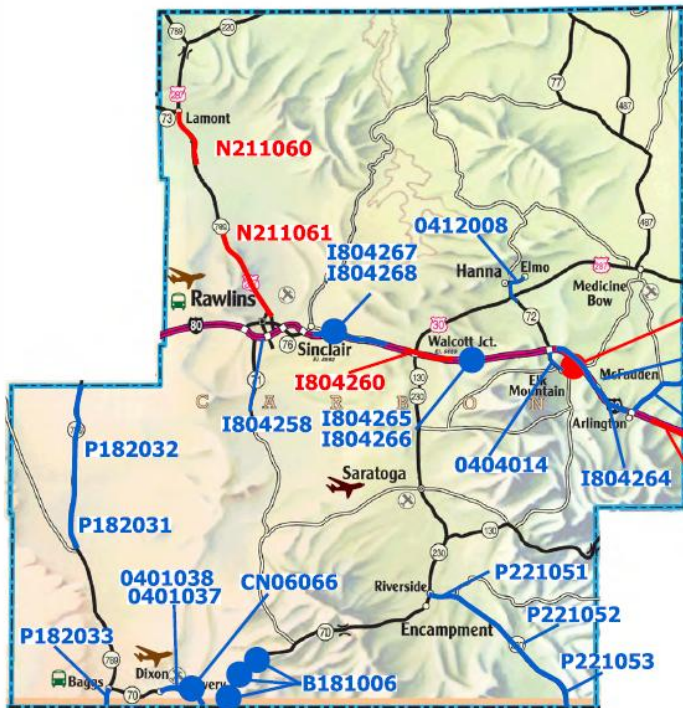 789
220
287
73
Lamont
77
487
N211060
789
N211061
0412008
487
I804267
I804268
Hanna
Elmo
287
Medicine
Bow
Rawlins
80
30
72
76
Sinclair
Walcott Jct.
I804260
130
230
Elk
Mountain
McFadden
71
CARBON
I804258
I804265
I804266
Arlington
P182032
0404014
I804264
Saratoga
P182031
130
230
0401038
0401037
CN06066
Riverside
P221051
P182033
70
Encampment
P221052
789
Dixon
P221053
Baggs
70
B181006